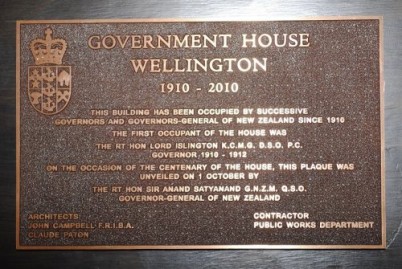 GOVERNMENT HOUSE
WELLINGTON
1910 - 2010
THIS BUILDING HAS BEEN OCCUPIED BY SUCCESSIVE
GOVERNORS AND GOVERNORS-GENERAL OF NEW ZEALAND SINCE 1910
THE FIRST OCCUPANT OF THE HOUSE WAS
THE RT HON LORD ISLINGTON K.C.M.G. D.S.O. P.C.
GOVERNOR 1910 - 1912
ON THE OCCASION OF THE CENTENARY OF THE HOUSE, THIS PLAQUE WAS
UNVEILED ON 1 OCTOBER BY
THE RT HON SIR ANAND SATYANAND G.N.Z.M. Q.S.O.
GOVERNOR-GENERAL OF NEW ZEALAND
ARCHITECTS:
JOHN CAMPBELL F.R.I.B.A.
CLAUDE PATON
CONTRACTOR
PUBLIC WORKS DEPARTMENT